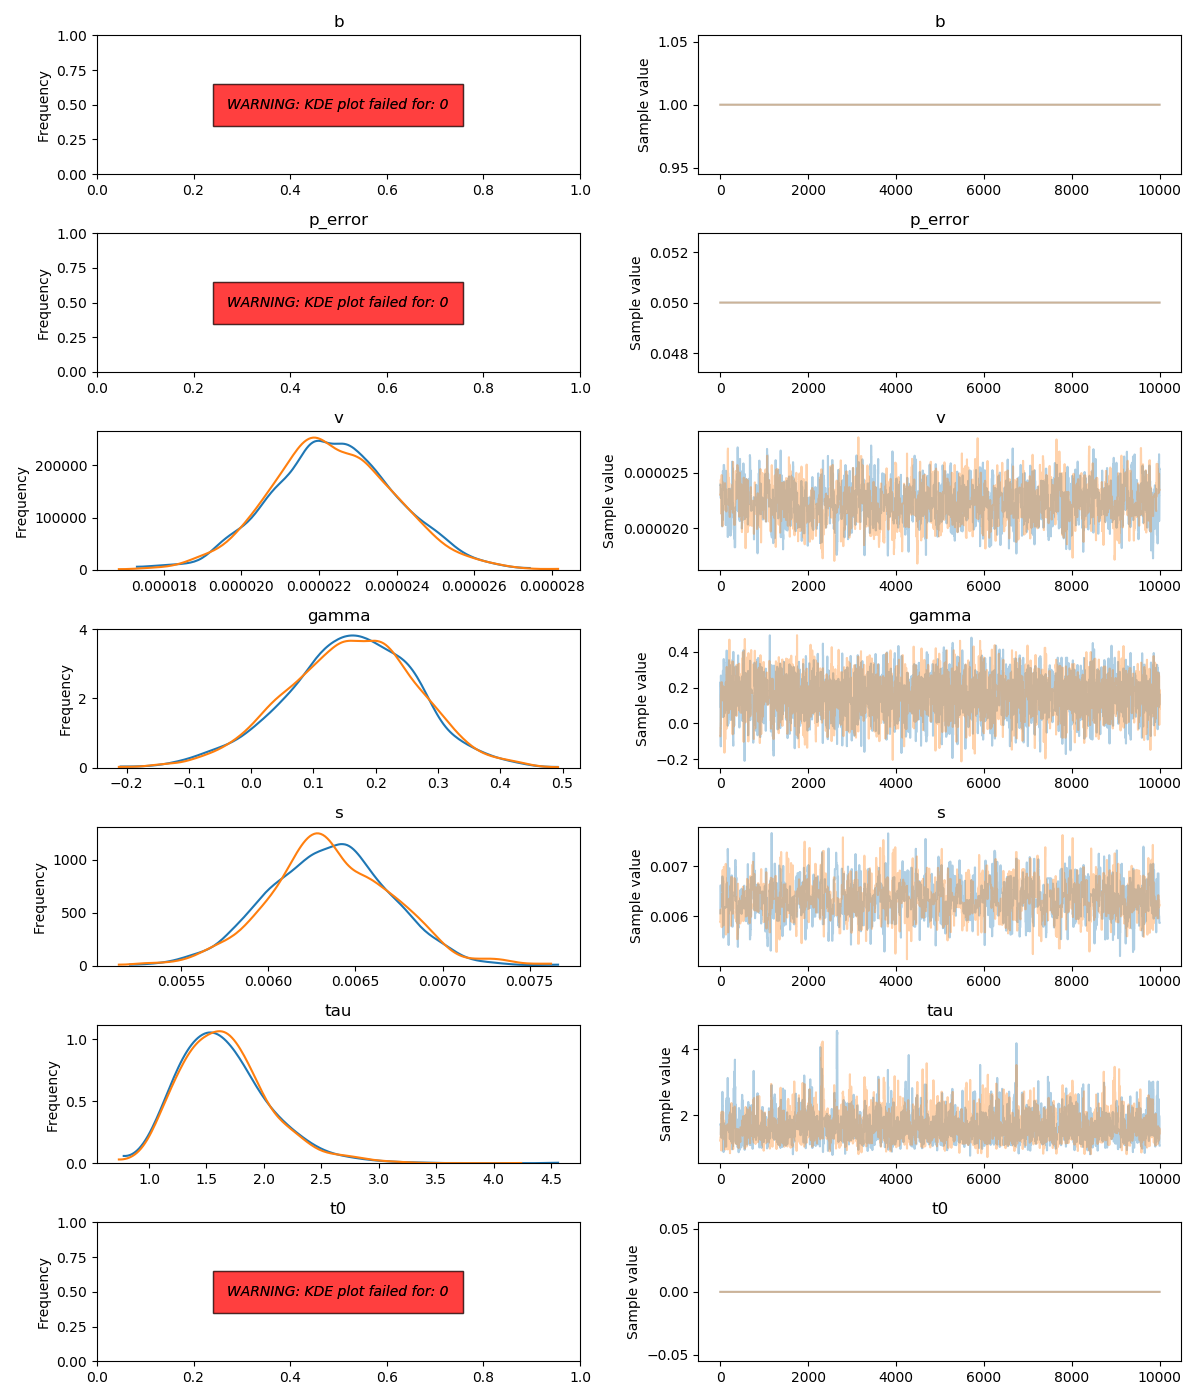 b
b
1.00
0.75
0.50
0.25
0.00
Frequency
WARNING: KDE plot failed for: 0
0.0 0.2 0.4 0.6 0.8 1.0
1.05
1.00
0.95
Sample value
0 2000 4000 6000 8000 10000
p_error
p_error
1.00
0.75
0.50
0.25
0.00
Frequency
WARNING: KDE plot failed for: 0
0.0 0.2 0.4 0.6 0.8 1.0
0.052
0.050
0.048
Sample value
0 2000 4000 6000 8000 10000
v
v
200000
100000
0
Frequency
0.000018 0.000020 0.000022 0.000024 0.000026 0.000028
0.000025
0.000020
Sample value
0 2000 4000 6000 8000 10000
gamma
gamma
4
2
0
Frequency
−0.2 −0.1 0.0 0.1 0.2 0.3 0.4 0.5
0.4
0.2
0.0
−0.2
Sample value
0 2000 4000 6000 8000 10000
s
s
1000
500
0
Frequency
0.0055 0.0060 0.0065 0.0070 0.0075
0.007
0.006
Sample value
0 2000 4000 6000 8000 10000
tau
tau
1.0
0.5
0.0
Frequency
1.0 1.5 2.0 2.5 3.0 3.5 4.0 4.5
4
2
Sample value
0 2000 4000 6000 8000 10000
t0
t0
1.00
0.75
0.50
0.25
0.00
Frequency
WARNING: KDE plot failed for: 0
0.0 0.2 0.4 0.6 0.8 1.0
0.05
0.00
−0.05
Sample value
0 2000 4000 6000 8000 10000